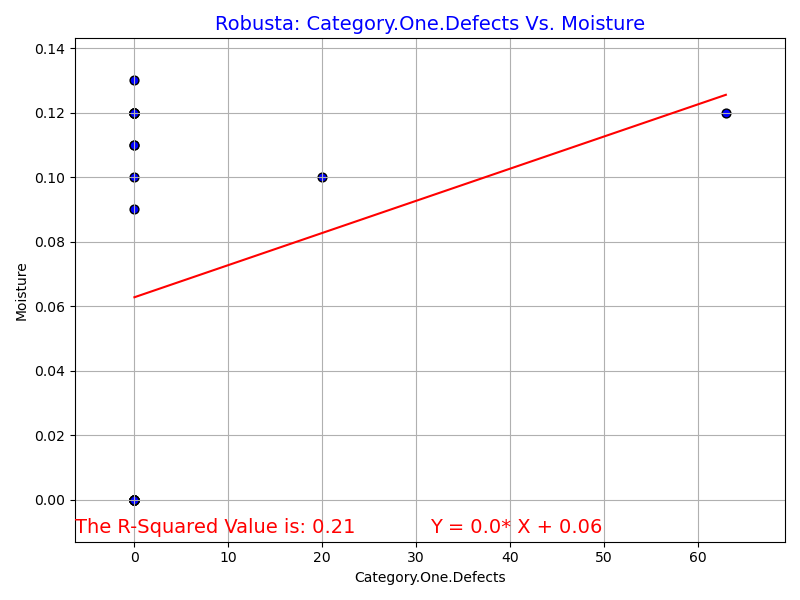 Robusta: Category.One.Defects Vs. Moisture
0.14
0.12
0.10
0.08
0.06
0.04
0.02
0.00
Moisture
The R-Squared Value is: 0.21
Y = 0.0* X + 0.06
0 10 20 30 40 50 60
Category.One.Defects